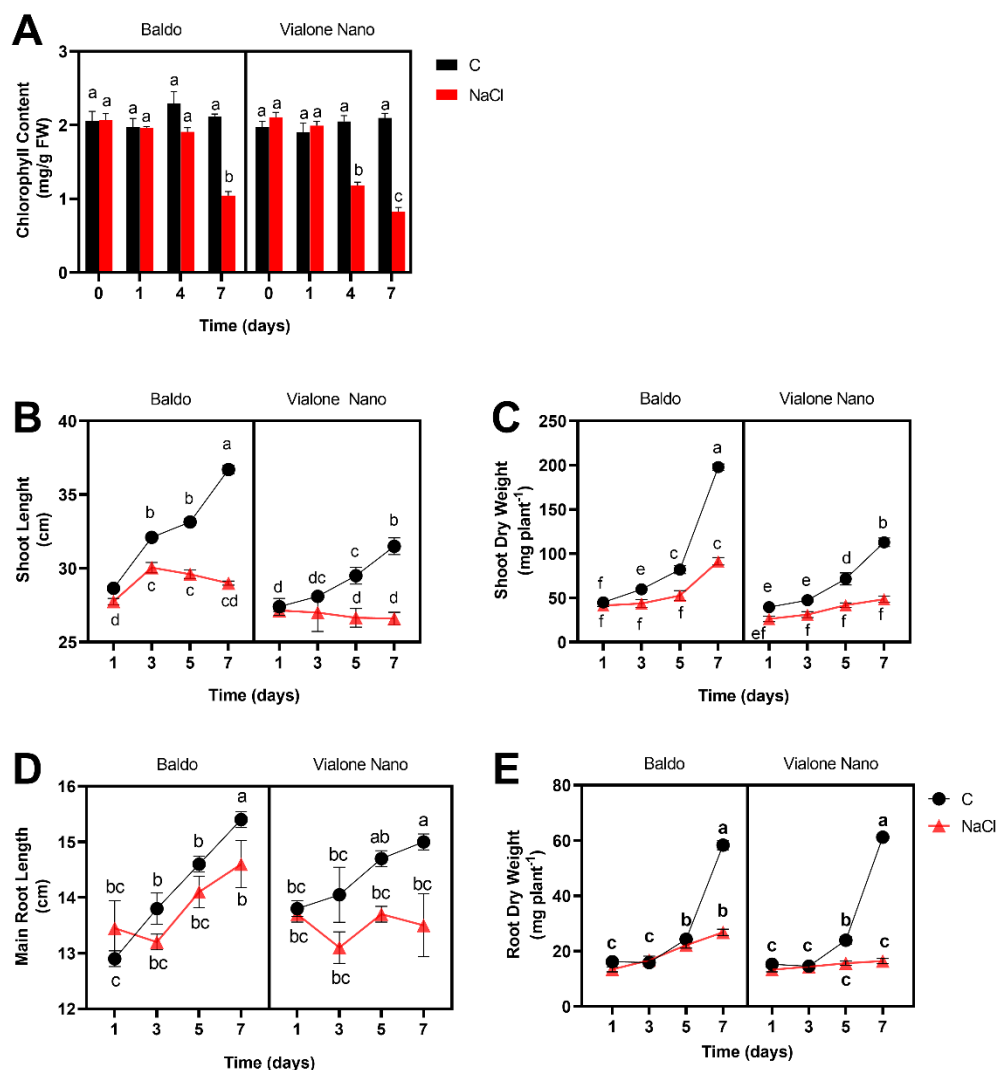 A
Baldo
Vialone Nano
C
NaCl
Chlorophyll Content
(mg/g FW)
3
2
1
0
a a a a a a a b
a a a a a b a c
0 1 4 7 0 1 4 7
Time (days)
B
Baldo
Vialone Nano
Shoot Lenght
(cm)
40
35
30
25
a
b b
d c c cd
d dc c b
d d d
1 3 5 7 1 3 5 7
Time (days)
C
Baldo
Vialone Nano
Shoot Dry Weight
(mg plant-1)
250
200
150
100
50
0
f e c a
f f f c
e e d b
ef f f f
1 3 5 7 1 3 5 7
Time (days)
D
Baldo
Vialone Nano
Main Root Length
(cm)
16
15
14
13
12
bc b b a
c bc bc b
bc bc ab a
bc bc bc bc
1 3 5 7 1 3 5 7
Time (days)
E
Baldo
Vialone Nano
C
NaCl
Root Dry Weight
(mg plant-1)
80
60
40
20
0
c c b a
b
c c b a
c c
1 3 5 7 1 3 5 7
Time (days)